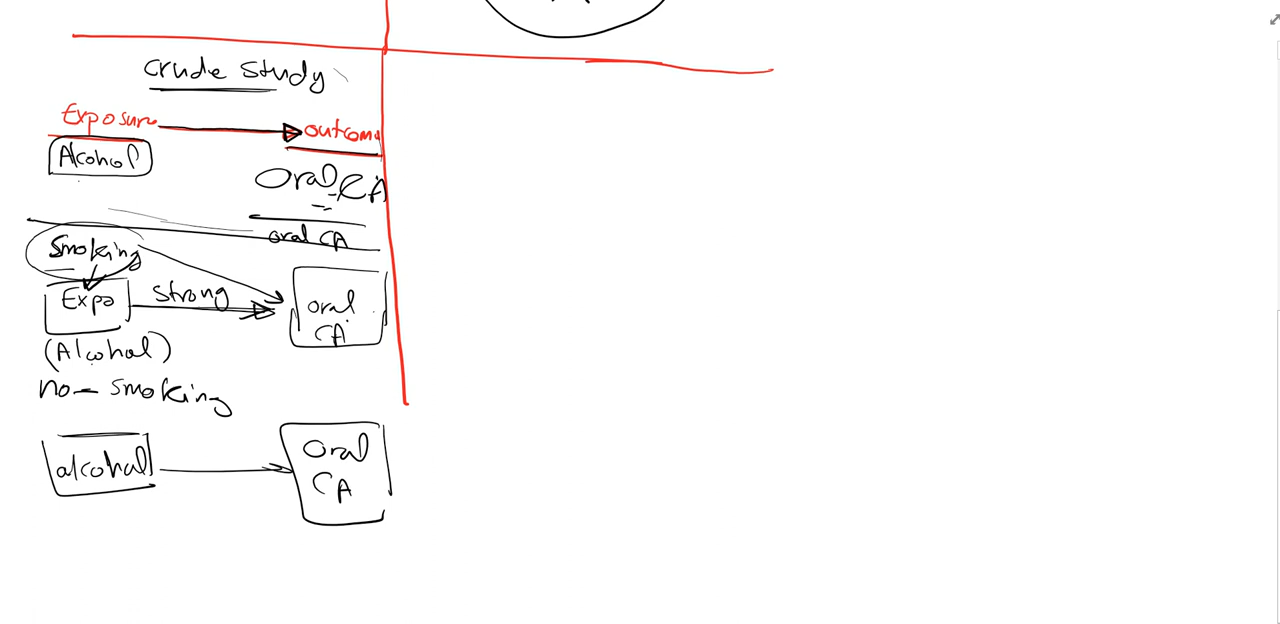 Crude Study
Exposure outcome
Alcohol
Oral CA
oral CA
Smoking
Expo strong oral
CA
(Alcohol)
no - smoking
alcohol Oral
CA